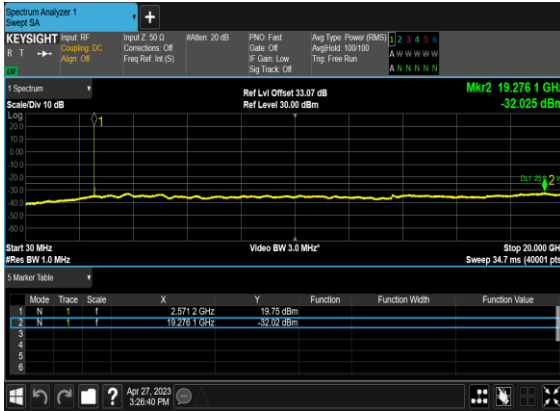 Spectrum Analyzer 1
Swept SA
+
KEYSIGHT Input: RF Input Z: 50 Ω #Atten: 20 dB PNO: Fast Avg Type: Power (RMS) 1 2 3 4 5 6
R T Coupling: DC Corrections: Off Gate: Off Avg|Hold: 100/100 A W W W W W
Align: Off Freq Ref: Int (S) IF Gain: Low Trig: Free Run
Sig Track: Off A N N N N N
1 Spectrum Ref Lvl Offset 33.07 dB Mkr2 19.276 1 GHz
Scale/Div 10 dB Ref Level 30.00 dBm -32.025 dBm
Log
20.0 1
10.0
0.00
-10.0
-20.0 2
-30.0
-40.0
-50.0
-60.0
Start 30 MHz Video BW 3.0 MHz* Stop 20.000 GHz
#Res BW 1.0 MHz Sweep 34.7 ms (40001 pts)
5 Marker Table
Mode Trace Scale X Y Function Function Width Function Value
1 N 1 f 2.571 2 GHz 19.75 dBm
2 N 1 f 19.276 1 GHz -32.02 dBm
3
4
5
6
? Apr 27, 2023
3:26:40 PM